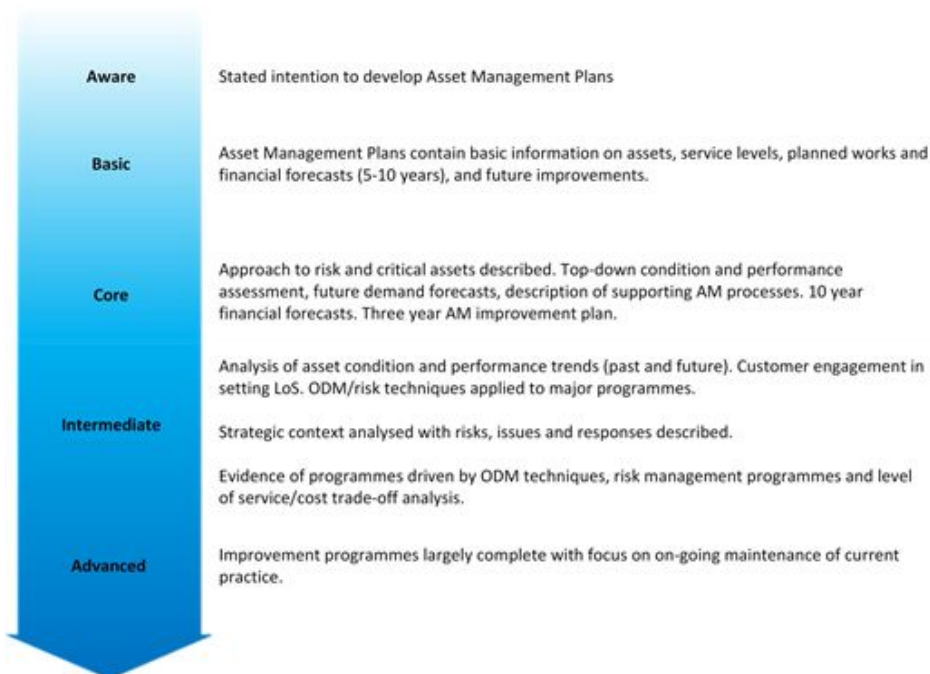 Aware
Stated intention to develop Asset Management Plans
Basic
Asset Management Plans contain basic information on assets, service levels, planned works and
financial forecasts (5-10 years), and future improvements.
Core
Approach to risk and critical assets described. Top-down condition and performance
assessment, future demand forecasts, description of supporting AM processes. 10 year
financial forecasts. Three year AM improvement plan.
Intermediate
Analysis of asset condition and performance trends (past and future). Customer engagement in
setting LoS. ODM/risk techniques applied to major programmes.
Strategic context analysed with risks, issues and responses described.
Evidence of programmes driven by ODM techniques, risk management programmes and level
of service/cost trade-off analysis.
Advanced
Improvement programmes largely complete with focus on on-going maintenance of current
practice.